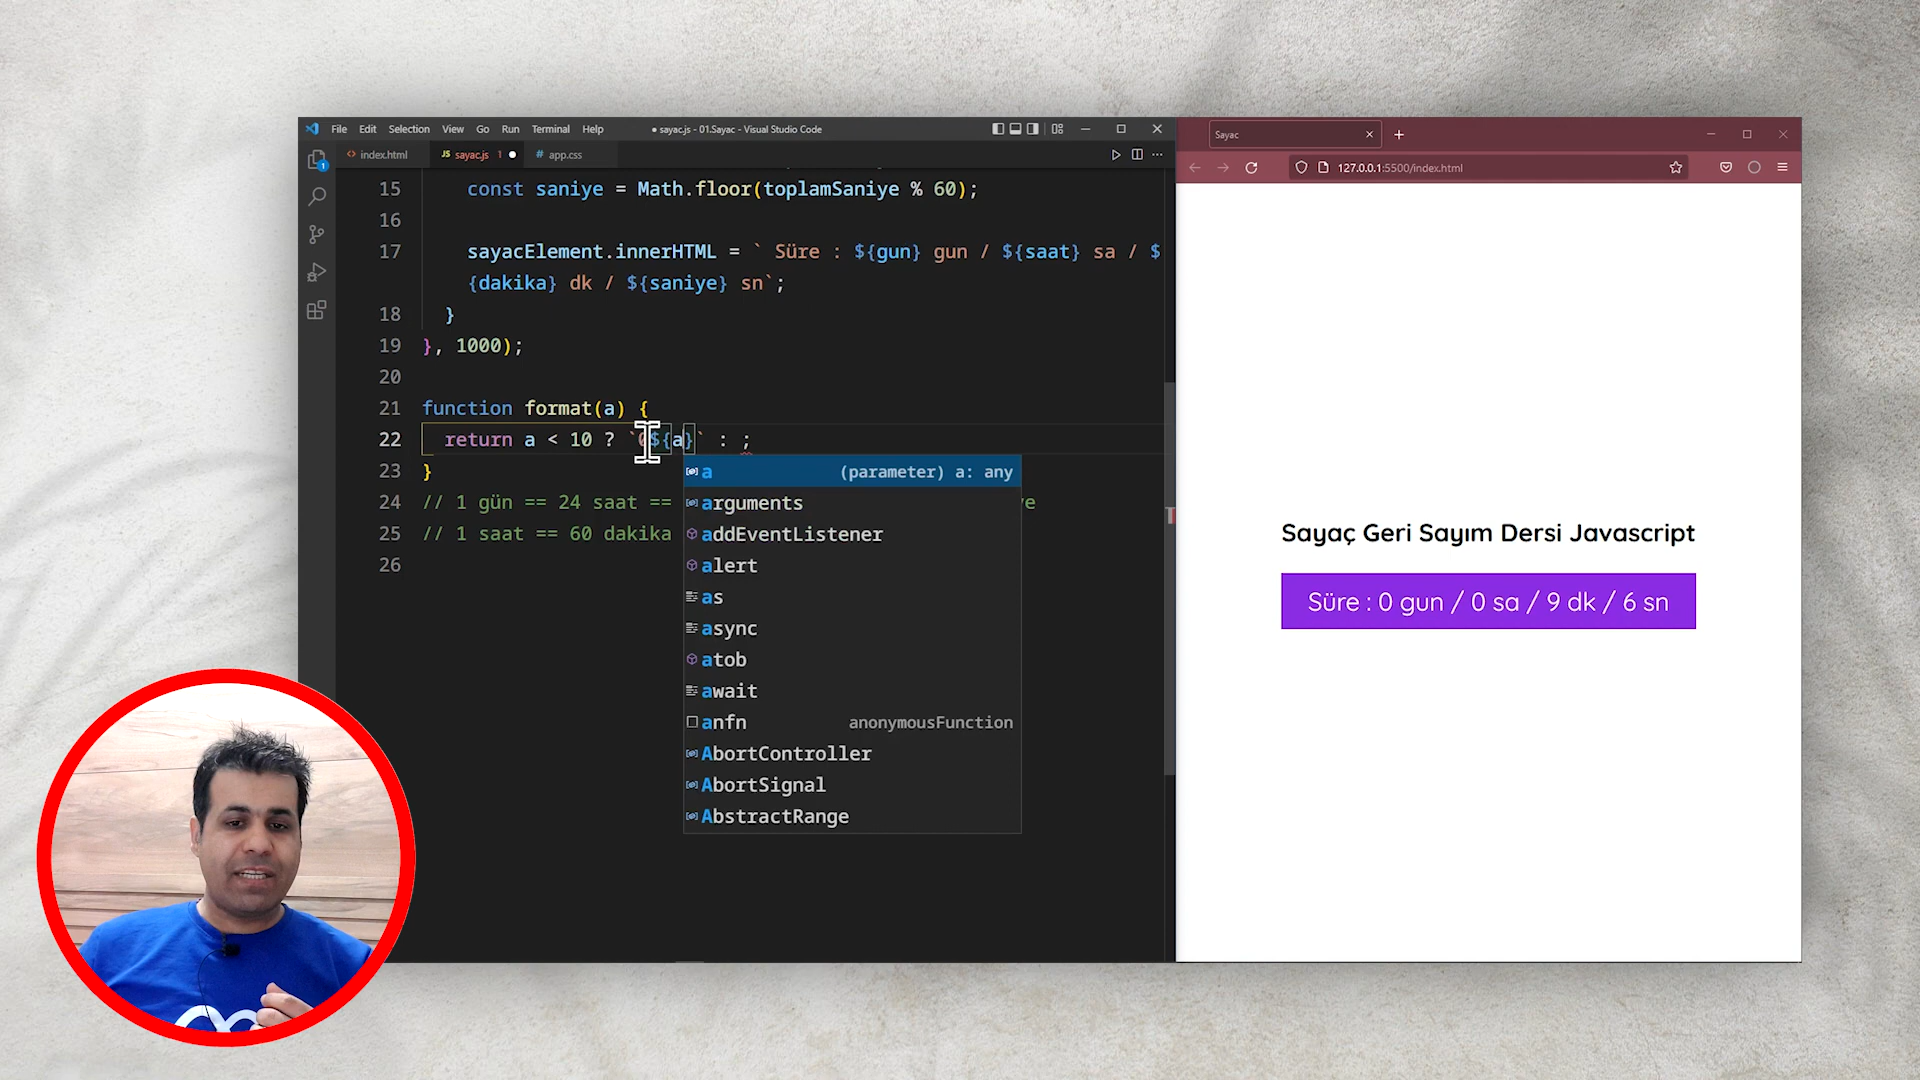 File Edit Selection View Go Run Terminal Help
● sayac.js - 01.Sayac - Visual Studio Code
index.html
JS sayac.js 1 ●
# app.css
15 const saniye = Math.floor(toplamSaniye % 60);
16
17 sayacElement.innerHTML = ` Süre : ${gun} gun / ${saat} sa / $
{dakika} dk / ${saniye} sn`;
18 }
19 }, 1000);
20
21 function format(a) {
22 return a < 10 ? `0${a}` : ;
23 }
24 // 1 gün == 24 saat ==
25 // 1 saat == 60 dakika
26
a (parameter) a: any
arguments
addEventListener
alert
as
async
atob
await
anfn anonymousFunction
AbortController
AbortSignal
AbstractRange
1
Sayac
127.0.0.1:5500/index.html
Sayaç Geri Sayım Dersi Javascript
Süre : 0 gun / 0 sa / 9 dk / 6 sn